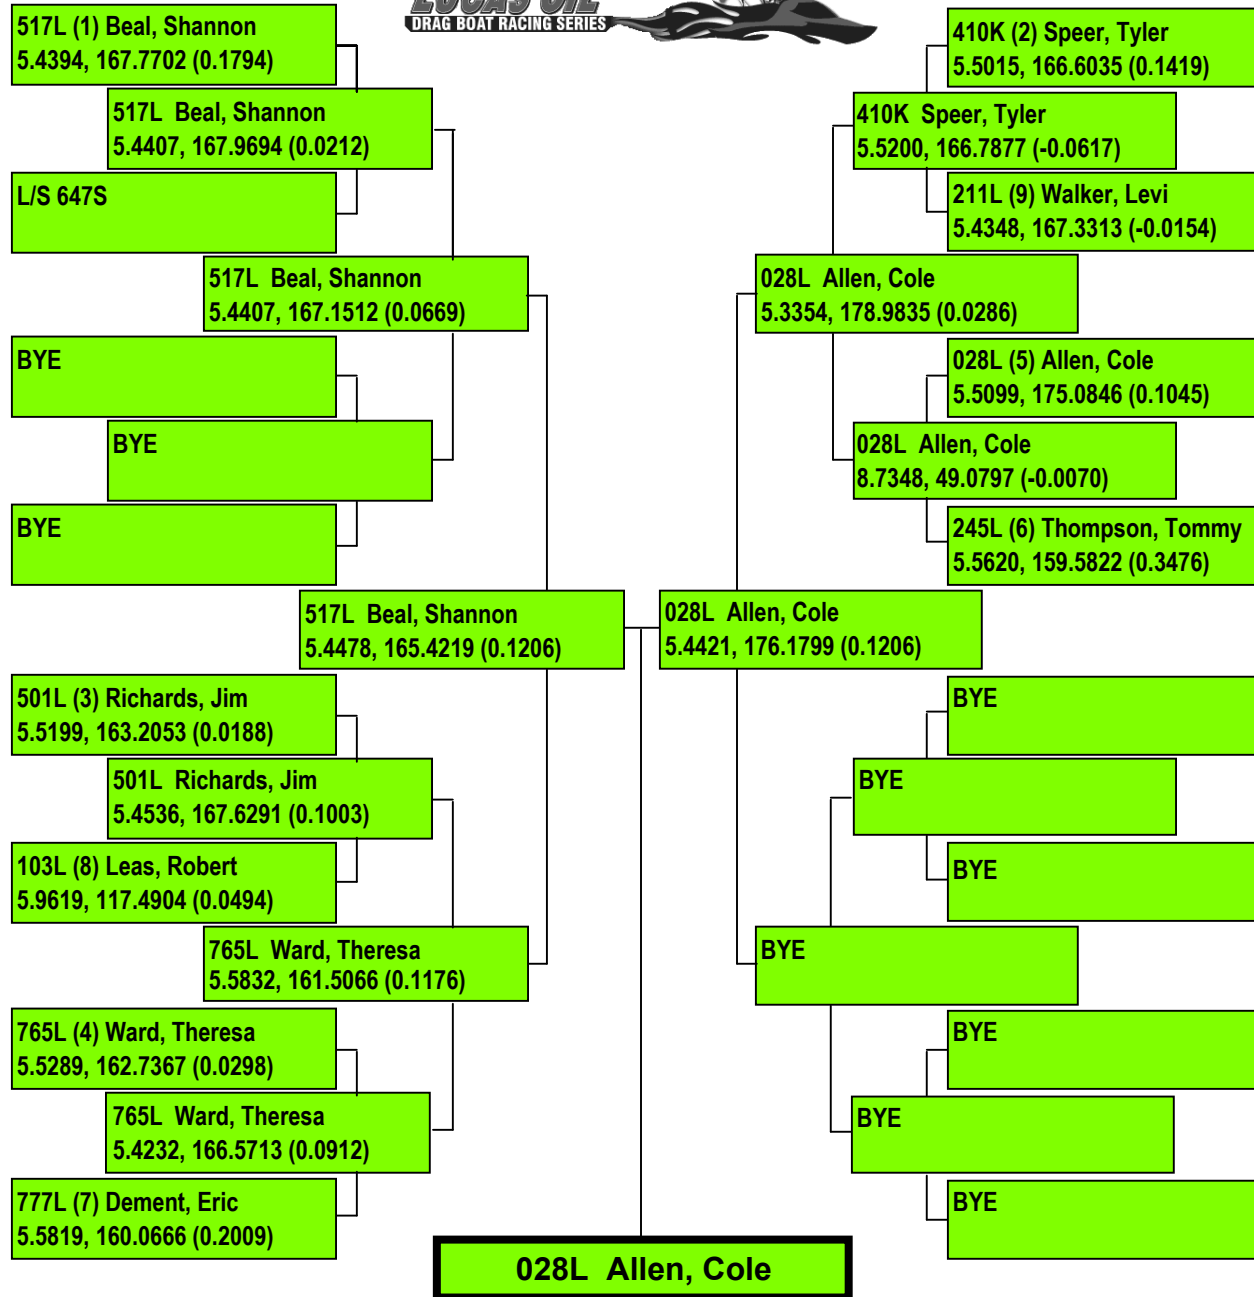 LUCAS OIL
DRAG BOAT RACING SERIES
517L (1) Beal, Shannon
5.4394, 167.7702 (0.1794)
517L Beal, Shannon
5.4407, 167.9694 (0.0212)
L/S 647S
517L Beal, Shannon
5.4407, 167.1512 (0.0669)
BYE
BYE
BYE
517L Beal, Shannon
5.4478, 165.4219 (0.1206)
501L (3) Richards, Jim
5.5199, 163.2053 (0.0188)
501L Richards, Jim
5.4536, 167.6291 (0.1003)
103L (8) Leas, Robert
5.9619, 117.4904 (0.0494)
765L Ward, Theresa
5.5832, 161.5066 (0.1176)
765L (4) Ward, Theresa
5.5289, 162.7367 (0.0298)
765L Ward, Theresa
5.4232, 166.5713 (0.0912)
777L (7) Dement, Eric
5.5819, 160.0666 (0.2009)
410K (2) Speer, Tyler
5.5015, 166.6035 (0.1419)
410K Speer, Tyler
5.5200, 166.7877 (-0.0617)
211L (9) Walker, Levi
5.4348, 167.3313 (-0.0154)
028L Allen, Cole
5.3354, 178.9835 (0.0286)
028L (5) Allen, Cole
5.5099, 175.0846 (0.1045)
028L Allen, Cole
8.7348, 49.0797 (-0.0070)
245L (6) Thompson, Tommy
5.5620, 159.5822 (0.3476)
028L Allen, Cole
5.4421, 176.1799 (0.1206)
BYE
BYE
BYE
BYE
BYE
BYE
BYE
028L Allen, Cole